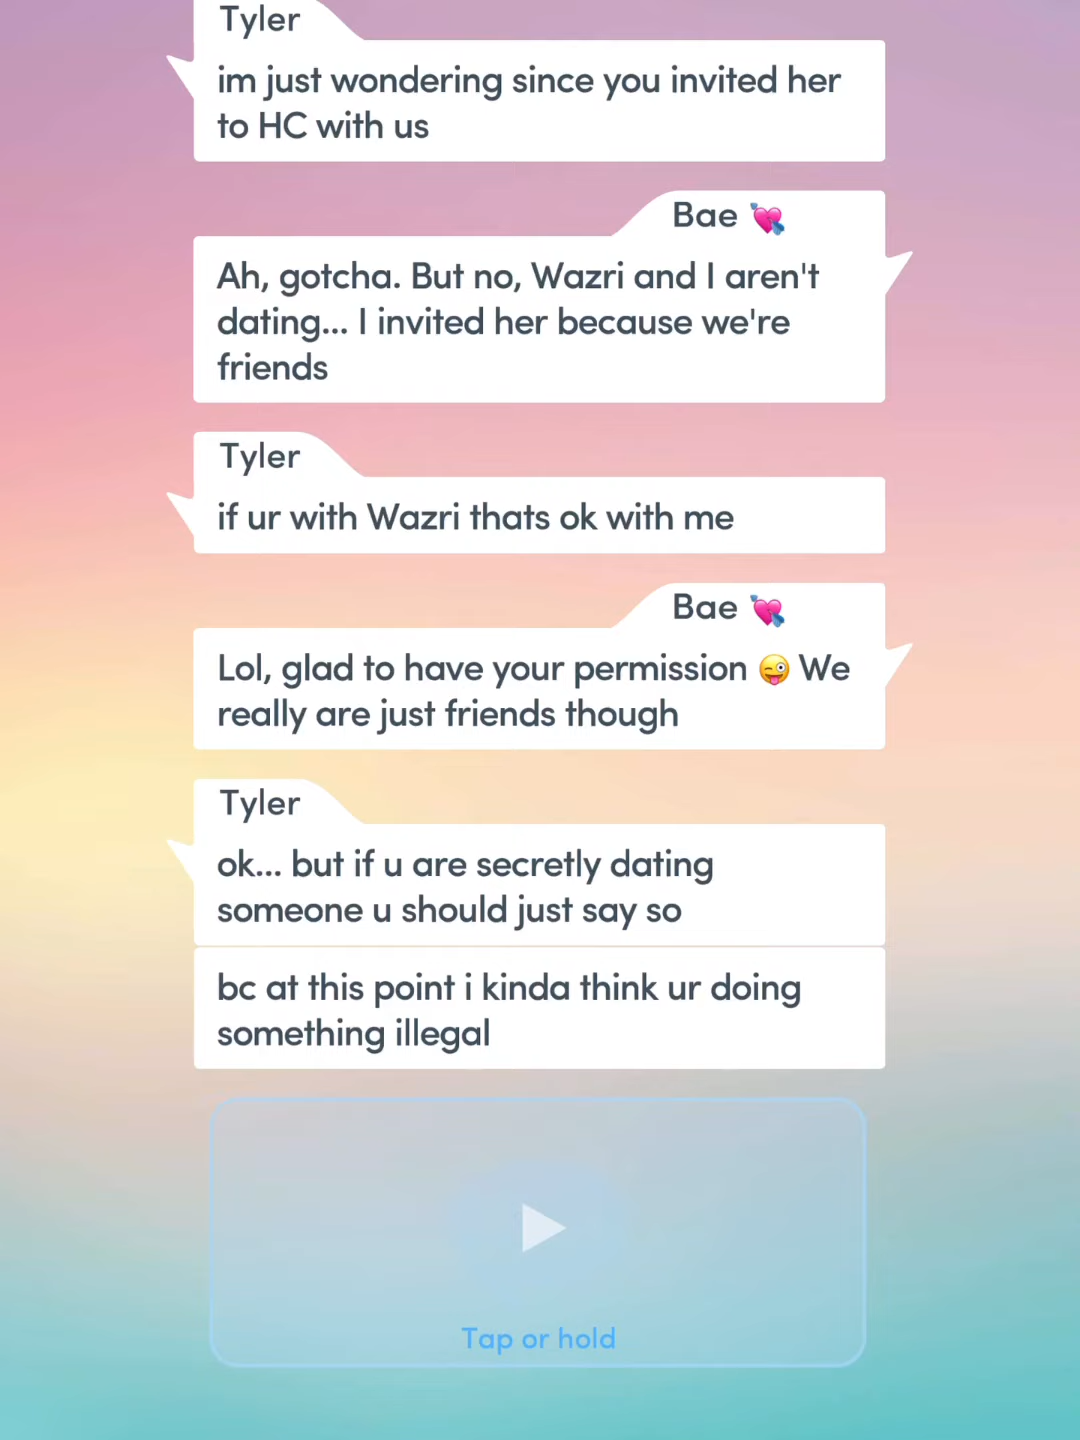 Tyler
im just wondering since you invited her
to HC with us
Bae 💘
Ah, gotcha. But no, Wazri and I aren't
dating... I invited her because we're
friends
Tyler
if ur with Wazri thats ok with me
Bae 💘
Lol, glad to have your permission 😜 We
really are just friends though
Tyler
ok... but if u are secretly dating
someone u should just say so
bc at this point i kinda think ur doing
something illegal
Tap or hold